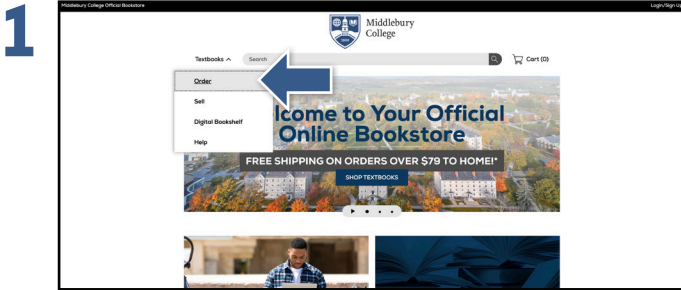 1
Middlebury College Official Bookstore
Login/Sign Up
Middlebury
College
Textbooks
Search
Cart (0)
Order
Sell
Digital Bookshelf
Help
lcome to Your Official
Online Bookstore
FREE SHIPPING ON ORDERS OVER $79 TO HOME!*
SHOP TEXTBOOKS